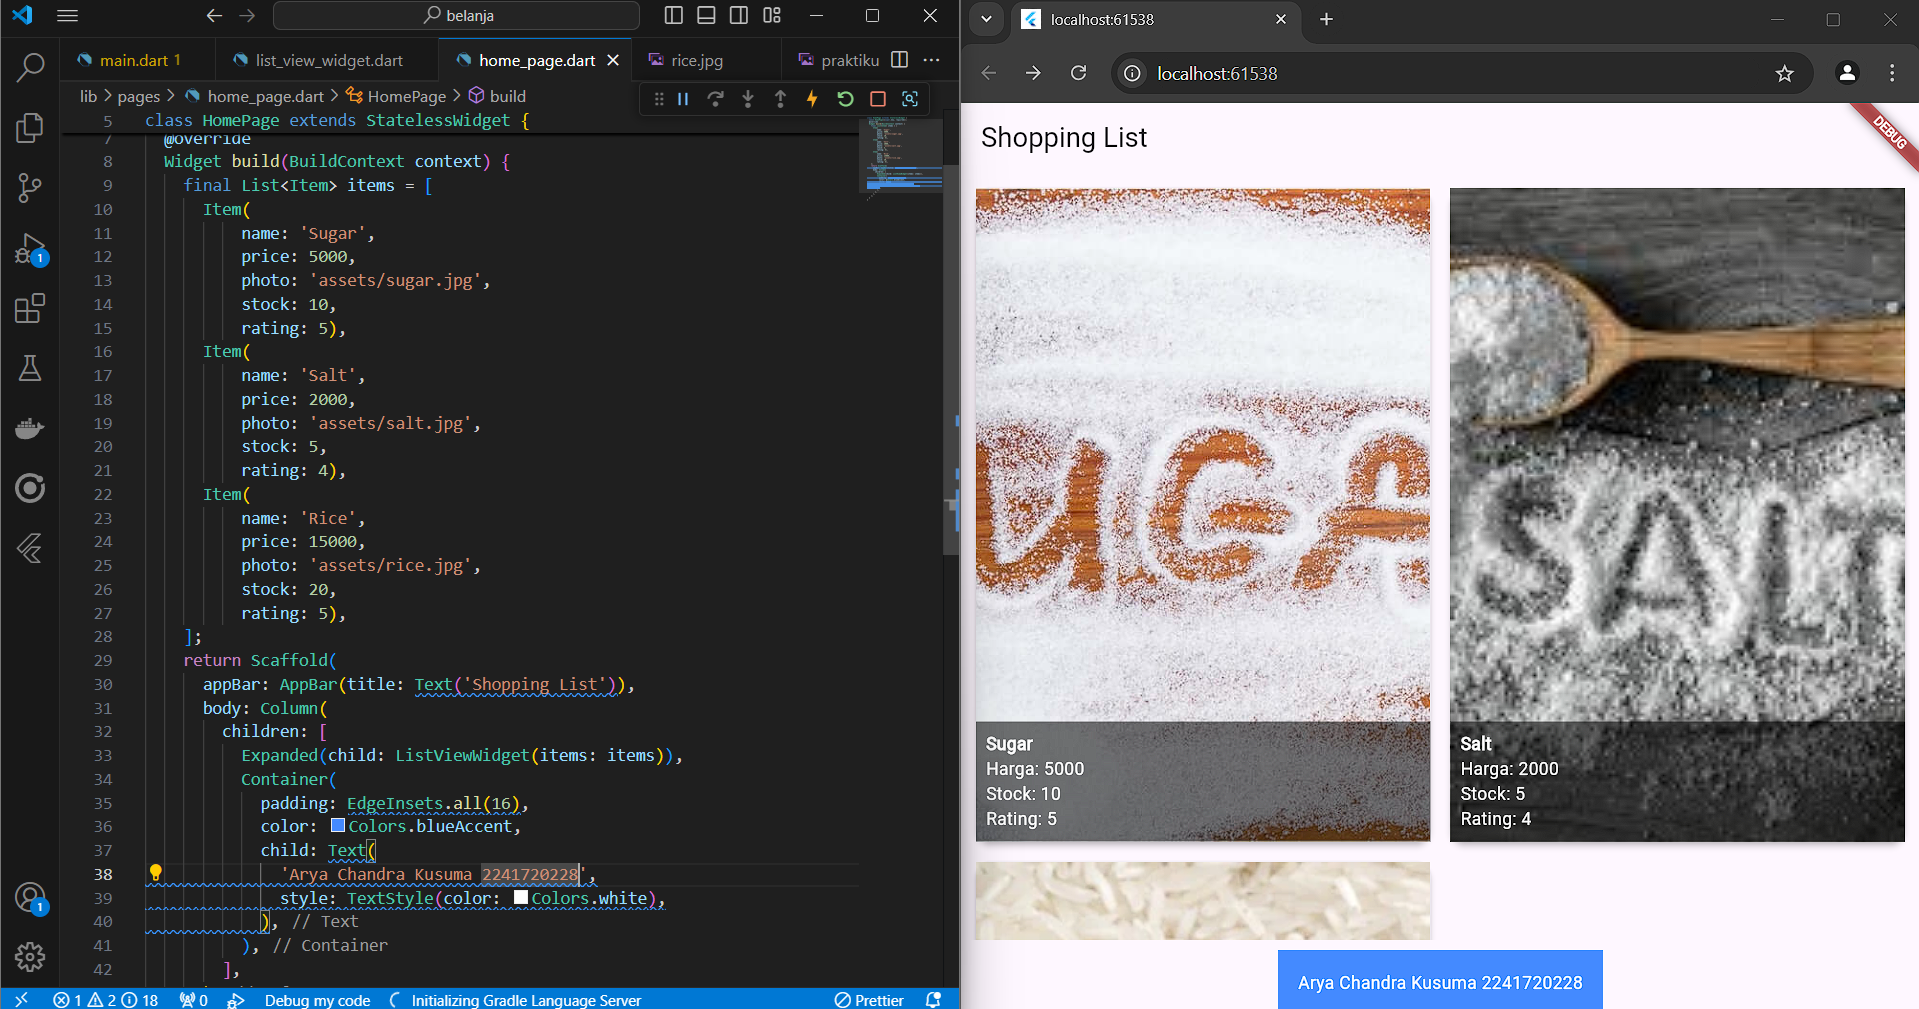 belanja
main.dart 1
list_view_widget.dart
home_page.dart
rice.jpg
praktiku
lib > pages > home_page.dart > HomePage > build
5 class HomePage extends StatelessWidget {
7 @override
8 Widget build(BuildContext context) {
9 final List<Item> items = [
10 Item(
11 name: 'Sugar',
12 price: 5000,
13 photo: 'assets/sugar.jpg',
14 stock: 10,
15 rating: 5),
16 Item(
17 name: 'Salt',
18 price: 2000,
19 photo: 'assets/salt.jpg',
20 stock: 5,
21 rating: 4),
22 Item(
23 name: 'Rice',
24 price: 15000,
25 photo: 'assets/rice.jpg',
26 stock: 20,
27 rating: 5),
28 ];
29 return Scaffold(
30 appBar: AppBar(title: Text('Shopping List')),
31 body: Column(
32 children: [
33 Expanded(child: ListViewWidget(items: items)),
34 Container(
35 padding: EdgeInsets.all(16),
36 color: Colors.blueAccent,
37 child: Text(
38 'Arya Chandra Kusuma 2241720228',
39 style: TextStyle(color: Colors.white),
40 ), // Text
41 ), // Container
42 ],
1
1
1 2 18 0 Debug my code Initializing Gradle Language Server Prettier
localhost:61538
localhost:61538
Shopping List
DEBUG
UGA
Sugar
Harga: 5000
Stock: 10
Rating: 5
SALT
Salt
Harga: 2000
Stock: 5
Rating: 4
Arya Chandra Kusuma 2241720228